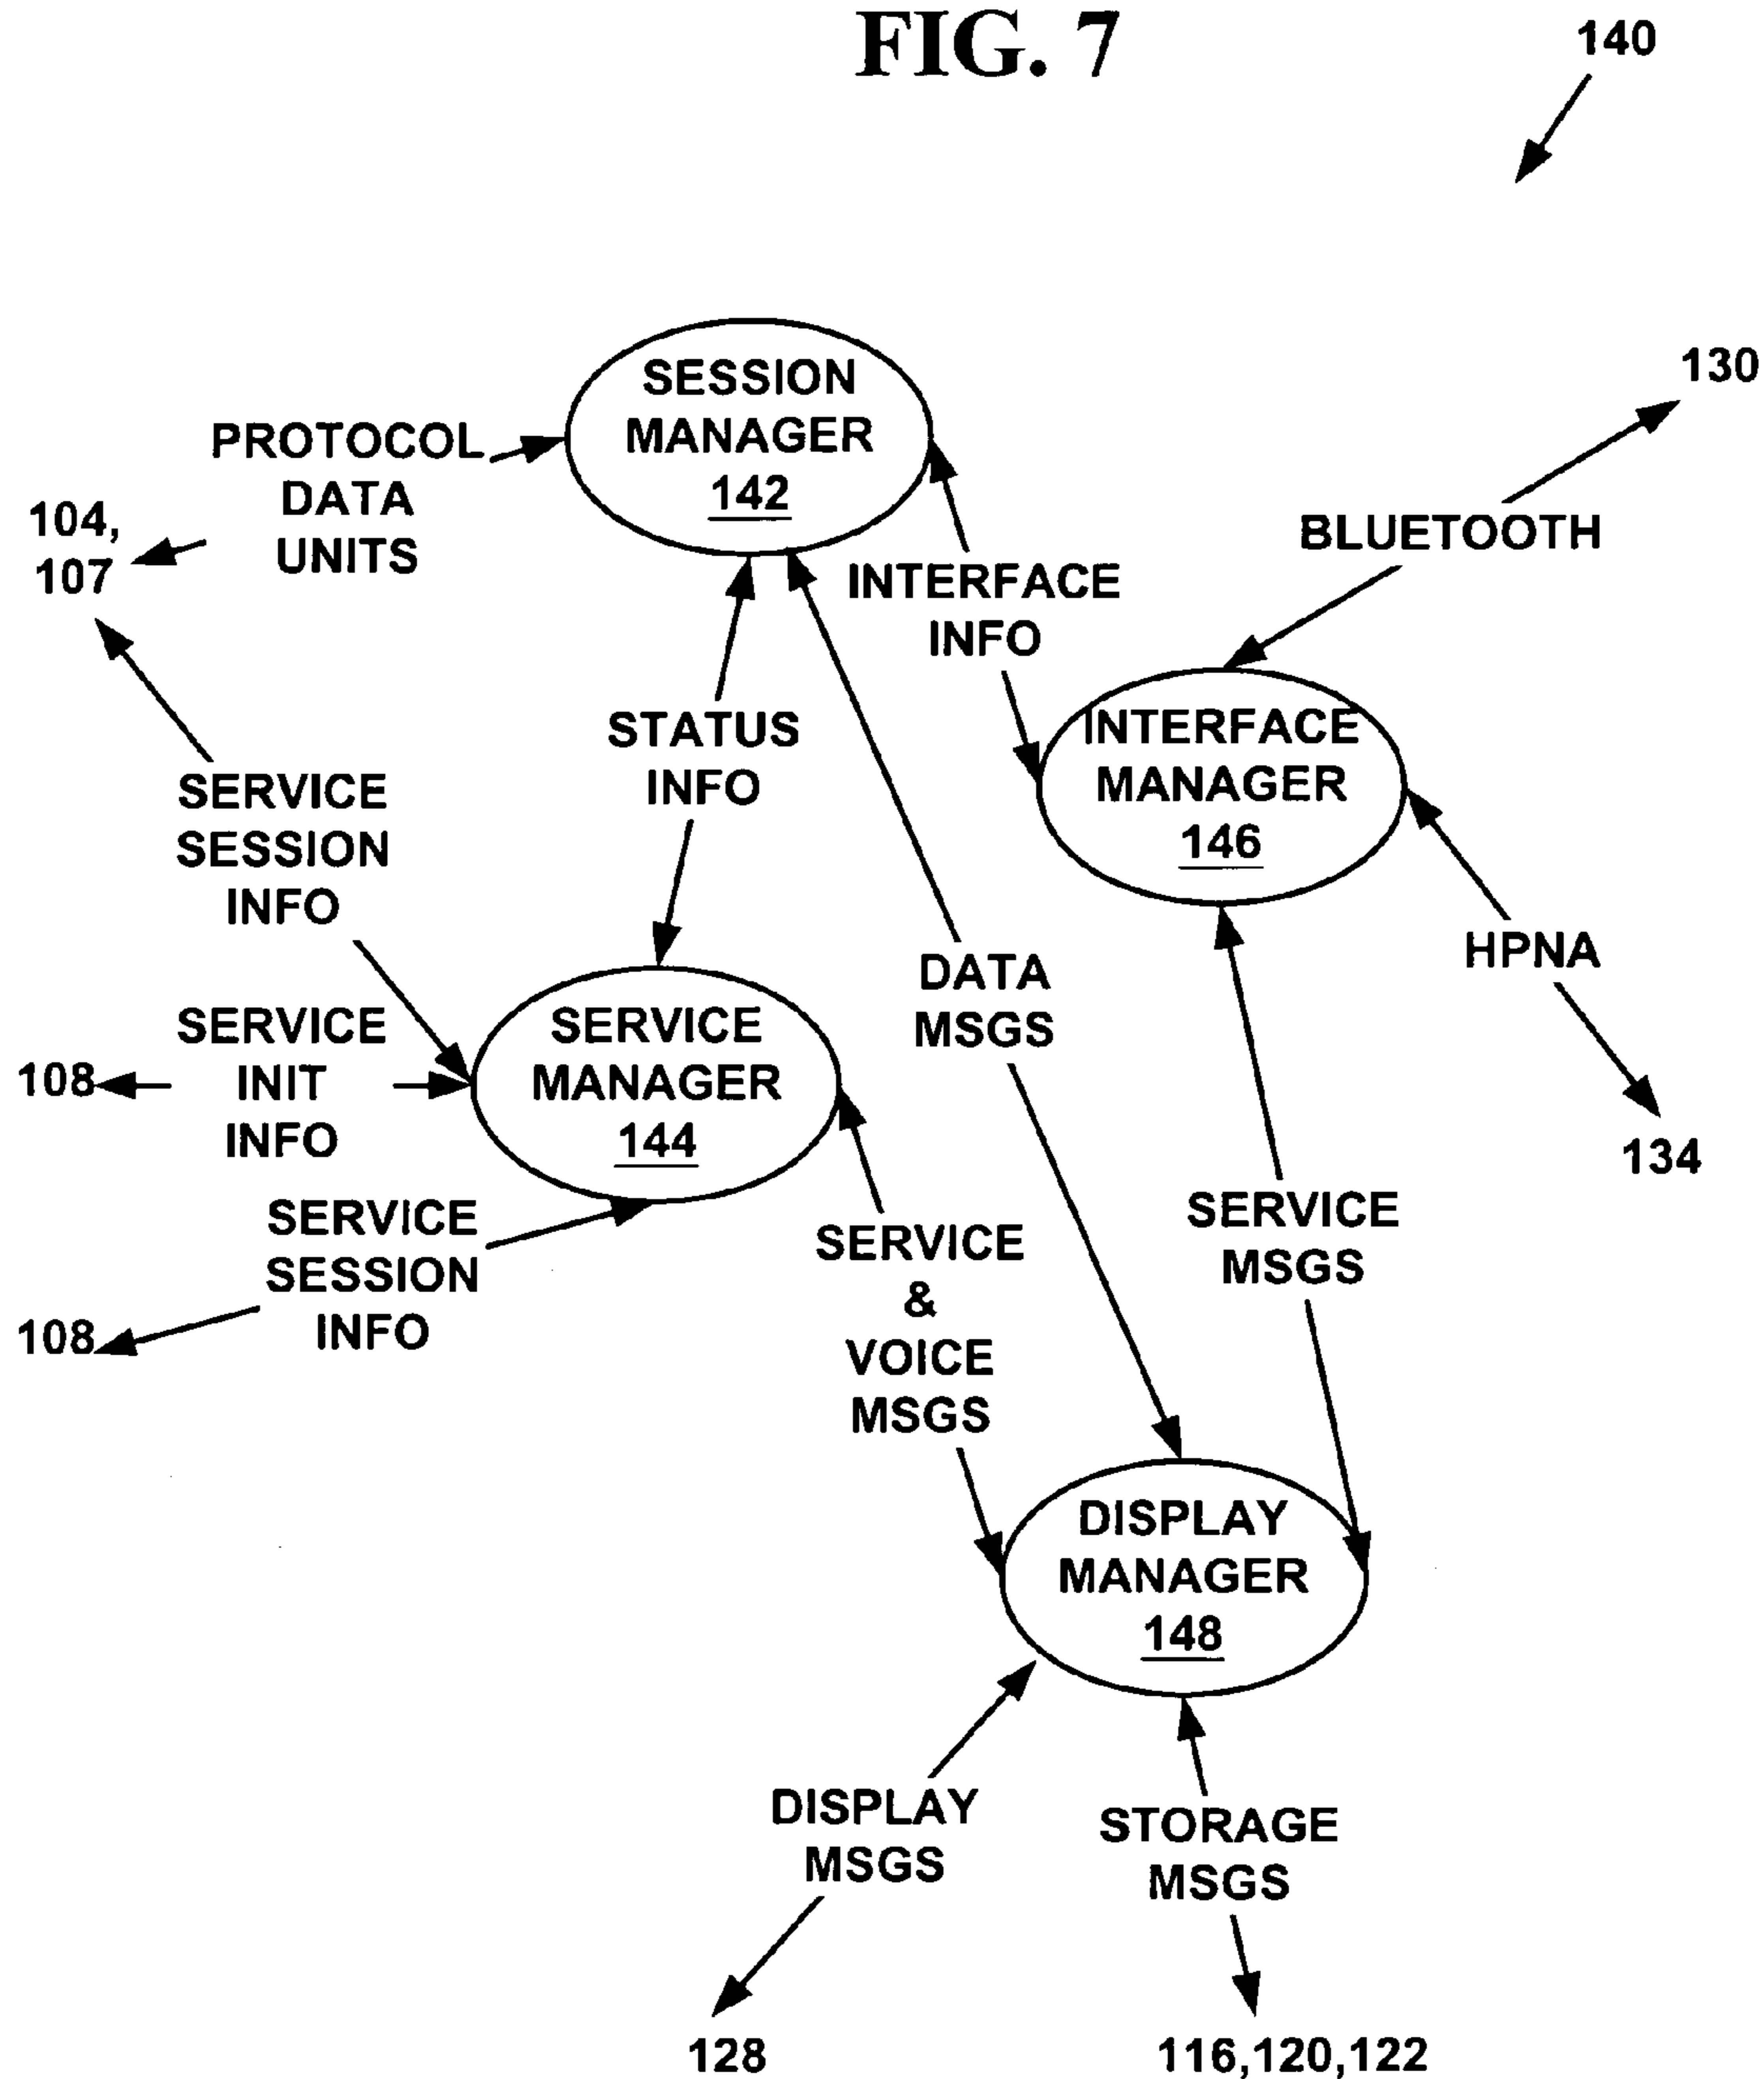 FIG. 7
140
SESSION
MANAGER
142
130
PROTOCOL
DATA
UNITS
104,
107
BLUETOOTH
INTERFACE
INFO
STATUS
INFO
INTERFACE
MANAGER
146
SERVICE
SESSION
INFO
HPNA
DATA
MSGS
SERVICE
INIT
INFO
108
SERVICE
MANAGER
144
134
SERVICE
SESSION
INFO
108
SERVICE
&
VOICE
MSGS
SERVICE
MSGS
DISPLAY
MANAGER
148
DISPLAY
MSGS
STORAGE
MSGS
128
116,120,122